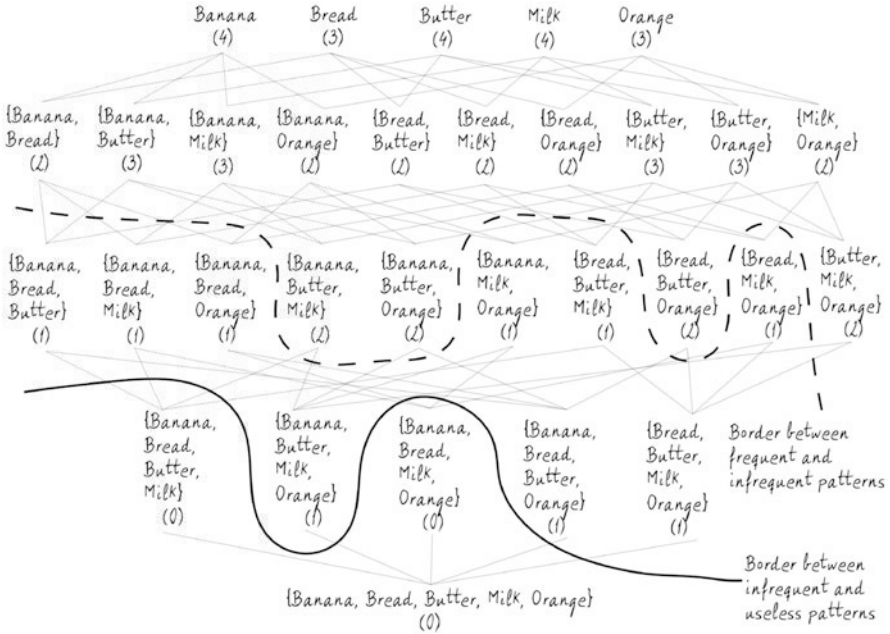 Banana Bread Butter Milk Orange
(4) (3) (4) (4) (3)
{Banana, {Banana, {Banana, {Banana, {Bread, {Bread, {Bread, {Butter, {Butter, {Milk,
Bread} Butter} Milk} Orange} Butter} Milk} Orange} Milk} Orange} Orange}
(2) (3) (3) (2) (2) (2) (2) (3) (3) (2)
{Banana, {Banana, {Banana, {Banana, {Banana, {Banana, {Bread, {Bread, {Bread, {Butter,
Bread, Bread, Bread, Butter, Butter, Milk, Butter, Butter, Milk, Milk,
Butter} Milk} Orange} Milk} Orange} Orange} Milk} Orange} Orange} Orange}
(1) (1) (1) (2) (2) (1) (1) (2) (1) (2)
{Banana, {Banana, {Banana, {Banana, {Bread,
Bread, Butter, Bread, Bread, Butter,
Butter, Milk, Milk, Butter, Milk,
Milk} Orange} Orange} Orange} Orange}
(0) (1) (0) (1) (1)
Border between
frequent and
infrequent patterns
{Banana, Bread, Butter, Milk, Orange}
(0)
Border between
infrequent and
useless patterns